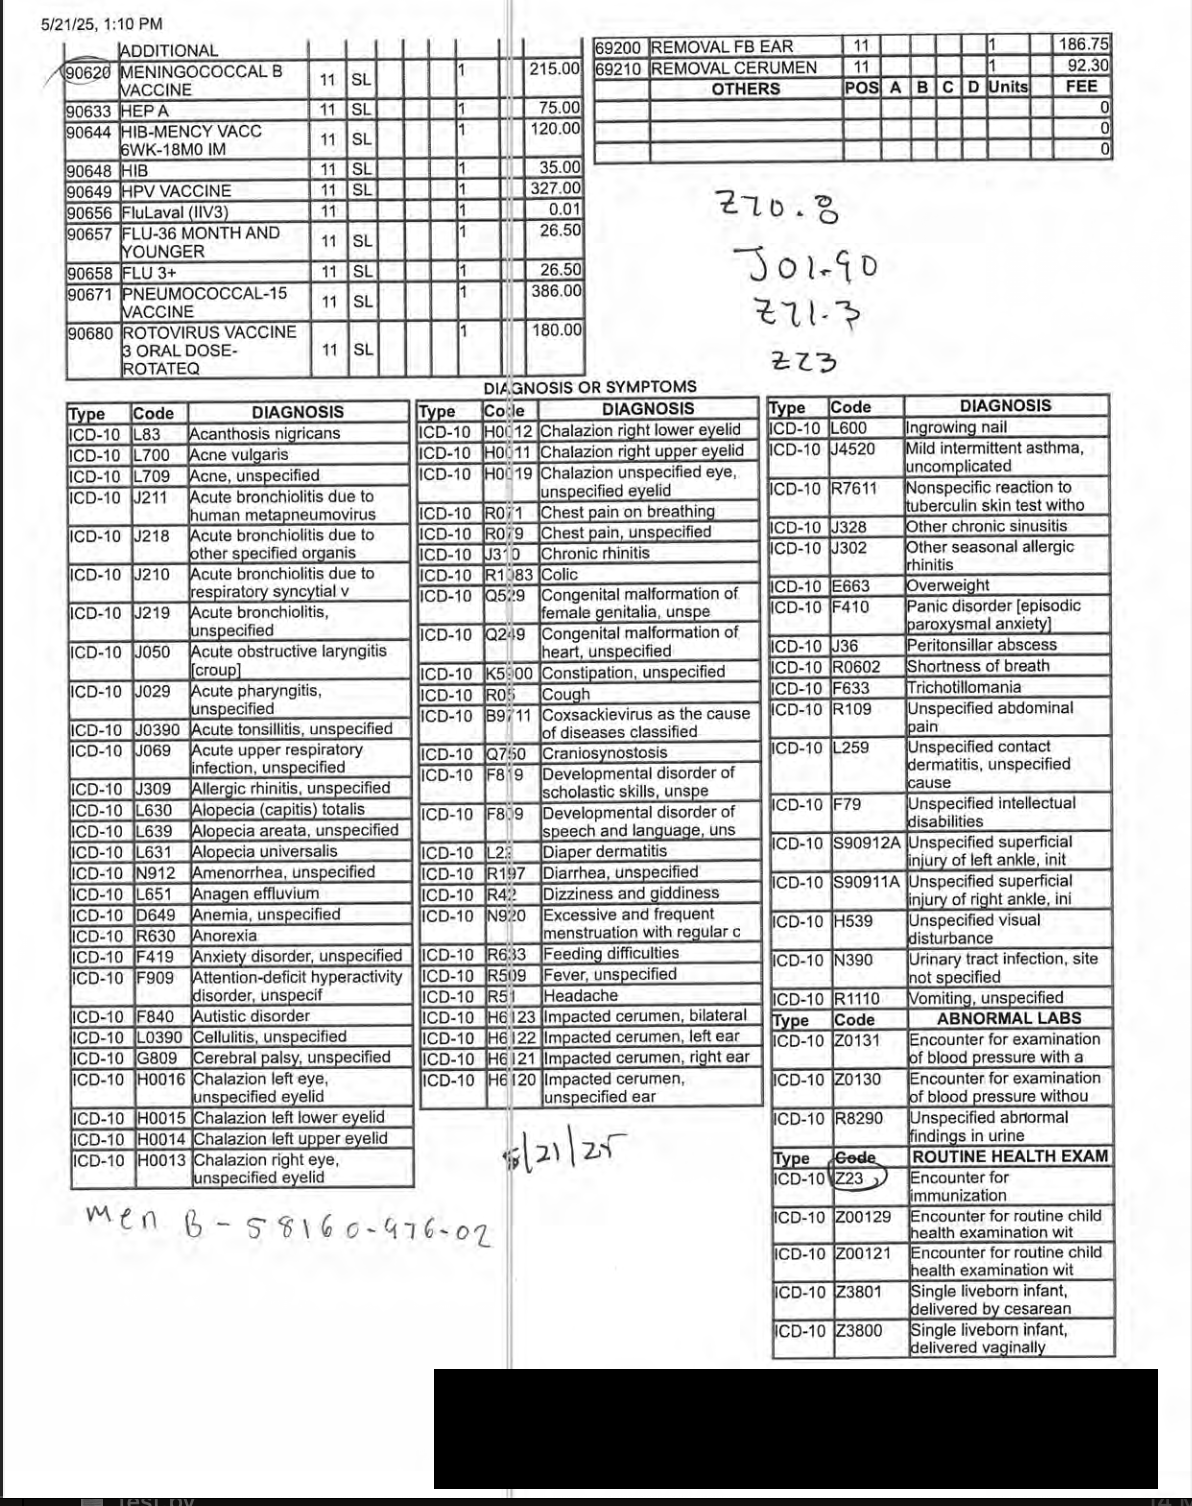 5/21/25, 1:10 PM
ADDITIONAL
90620 MENINGOCOCCAL B VACCINE 11 SL 1 215.00
90633 HEP A 11 SL 1 75.00
90644 HIB-MENCY VACC 6WK-18M0 IM 11 SL 1 120.00
90648 HIB 11 SL 1 35.00
90649 HPV VACCINE 11 SL 1 327.00
90656 FluLaval (IIV3) 11 1 0.01
90657 FLU-36 MONTH AND YOUNGER 11 SL 1 26.50
90658 FLU 3+ 11 SL 1 26.50
90671 PNEUMOCOCCAL-15 VACCINE 11 SL 1 386.00
90680 ROTOVIRUS VACCINE 3 ORAL DOSE-ROTATEQ 11 SL 1 180.00
69200 REMOVAL FB EAR 11 1 186.75
69210 REMOVAL CERUMEN 11 1 92.30
OTHERS POS A B C D Units FEE
0
0
0
Z70.8
J01.90
Z71.3
Z23
DIAGNOSIS OR SYMPTOMS
Type Code DIAGNOSIS
ICD-10 L83 Acanthosis nigricans
ICD-10 L700 Acne vulgaris
ICD-10 L709 Acne, unspecified
ICD-10 J211 Acute bronchiolitis due to human metapneumovirus
ICD-10 J218 Acute bronchiolitis due to other specified organis
ICD-10 J210 Acute bronchiolitis due to respiratory syncytial v
ICD-10 J219 Acute bronchiolitis, unspecified
ICD-10 J050 Acute obstructive laryngitis [croup]
ICD-10 J029 Acute pharyngitis, unspecified
ICD-10 J0390 Acute tonsillitis, unspecified
ICD-10 J069 Acute upper respiratory infection, unspecified
ICD-10 J309 Allergic rhinitis, unspecified
ICD-10 L630 Alopecia (capitis) totalis
ICD-10 L639 Alopecia areata, unspecified
ICD-10 L631 Alopecia universalis
ICD-10 N912 Amenorrhea, unspecified
ICD-10 L651 Anagen effluvium
ICD-10 D649 Anemia, unspecified
ICD-10 R630 Anorexia
ICD-10 F419 Anxiety disorder, unspecified
ICD-10 F909 Attention-deficit hyperactivity disorder, unspecif
ICD-10 F840 Autistic disorder
ICD-10 L0390 Cellulitis, unspecified
ICD-10 G809 Cerebral palsy, unspecified
ICD-10 H0016 Chalazion left eye, unspecified eyelid
ICD-10 H0015 Chalazion left lower eyelid
ICD-10 H0014 Chalazion left upper eyelid
ICD-10 H0013 Chalazion right eye, unspecified eyelid
Type Code DIAGNOSIS
ICD-10 H0012 Chalazion right lower eyelid
ICD-10 H0011 Chalazion right upper eyelid
ICD-10 H0019 Chalazion unspecified eye, unspecified eyelid
ICD-10 R071 Chest pain on breathing
ICD-10 R079 Chest pain, unspecified
ICD-10 J310 Chronic rhinitis
ICD-10 R1083 Colic
ICD-10 Q529 Congenital malformation of female genitalia, unspe
ICD-10 Q249 Congenital malformation of heart, unspecified
ICD-10 K5900 Constipation, unspecified
ICD-10 R05 Cough
ICD-10 B9711 Coxsackievirus as the cause of diseases classified
ICD-10 Q750 Craniosynostosis
ICD-10 F819 Developmental disorder of scholastic skills, unspe
ICD-10 F809 Developmental disorder of speech and language, uns
ICD-10 L22 Diaper dermatitis
ICD-10 R197 Diarrhea, unspecified
ICD-10 R42 Dizziness and giddiness
ICD-10 N920 Excessive and frequent menstruation with regular c
ICD-10 R633 Feeding difficulties
ICD-10 R509 Fever, unspecified
ICD-10 R51 Headache
ICD-10 H6123 Impacted cerumen, bilateral
ICD-10 H6122 Impacted cerumen, left ear
ICD-10 H6121 Impacted cerumen, right ear
ICD-10 H6120 Impacted cerumen, unspecified ear
Type Code DIAGNOSIS
ICD-10 L600 Ingrowing nail
ICD-10 J4520 Mild intermittent asthma, uncomplicated
ICD-10 R7611 Nonspecific reaction to tuberculin skin test witho
ICD-10 J328 Other chronic sinusitis
ICD-10 J302 Other seasonal allergic rhinitis
ICD-10 E663 Overweight
ICD-10 F410 Panic disorder [episodic paroxysmal anxiety]
ICD-10 J36 Peritonsillar abscess
ICD-10 R0602 Shortness of breath
ICD-10 F633 Trichotillomania
ICD-10 R109 Unspecified abdominal pain
ICD-10 L259 Unspecified contact dermatitis, unspecified cause
ICD-10 F79 Unspecified intellectual disabilities
ICD-10 S90912A Unspecified superficial injury of left ankle, init
ICD-10 S90911A Unspecified superficial injury of right ankle, ini
ICD-10 H539 Unspecified visual disturbance
ICD-10 N390 Urinary tract infection, site not specified
ICD-10 R1110 Vomiting, unspecified
Type Code ABNORMAL LABS
ICD-10 Z0131 Encounter for examination of blood pressure with a
ICD-10 Z0130 Encounter for examination of blood pressure withou
ICD-10 R8290 Unspecified abnormal findings in urine
Type Code ROUTINE HEALTH EXAM
ICD-10 Z23 Encounter for immunization
ICD-10 Z00129 Encounter for routine child health examination wit
ICD-10 Z00121 Encounter for routine child health examination wit
ICD-10 Z3801 Single liveborn infant, delivered by cesarean
ICD-10 Z3800 Single liveborn infant, delivered vaginally
5/21/25
Men B - 58160-976-02